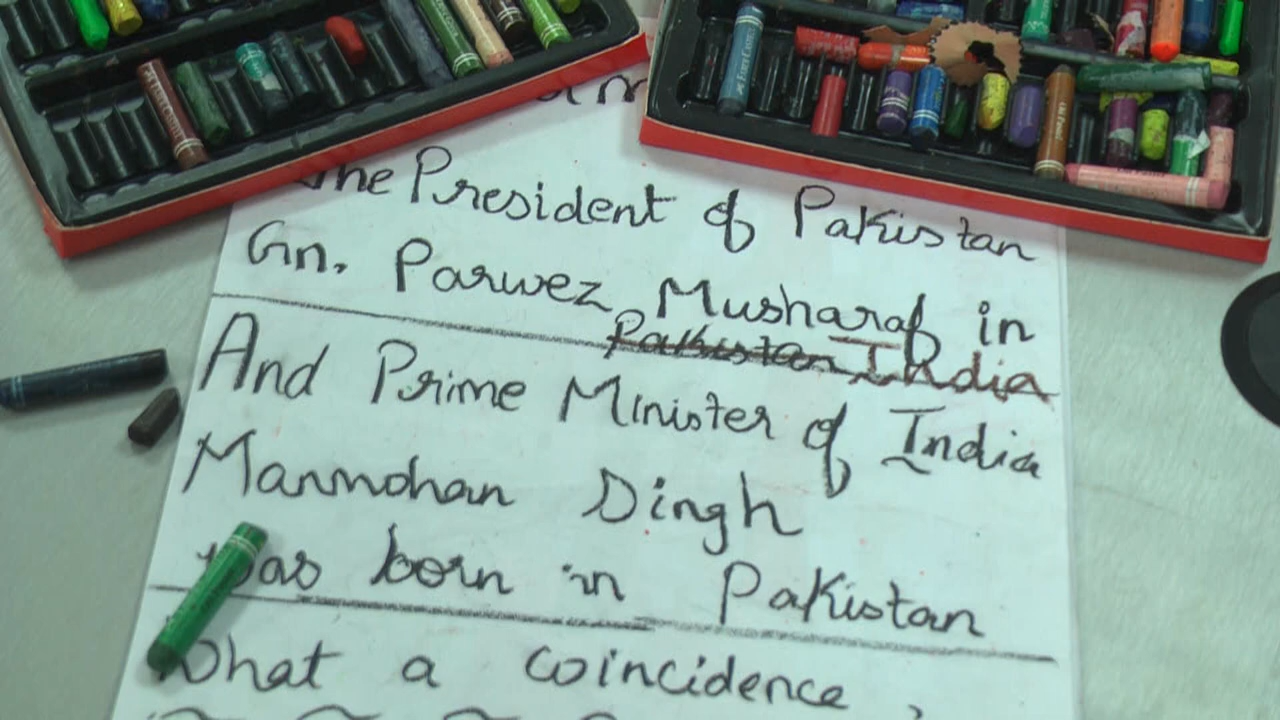 The President of Pakistan
Gn. Parwez Musharaf in
Pakistan India
And Prime Minister of India
Manmohan Singh
Was born in Pakistan
What a coincidence,